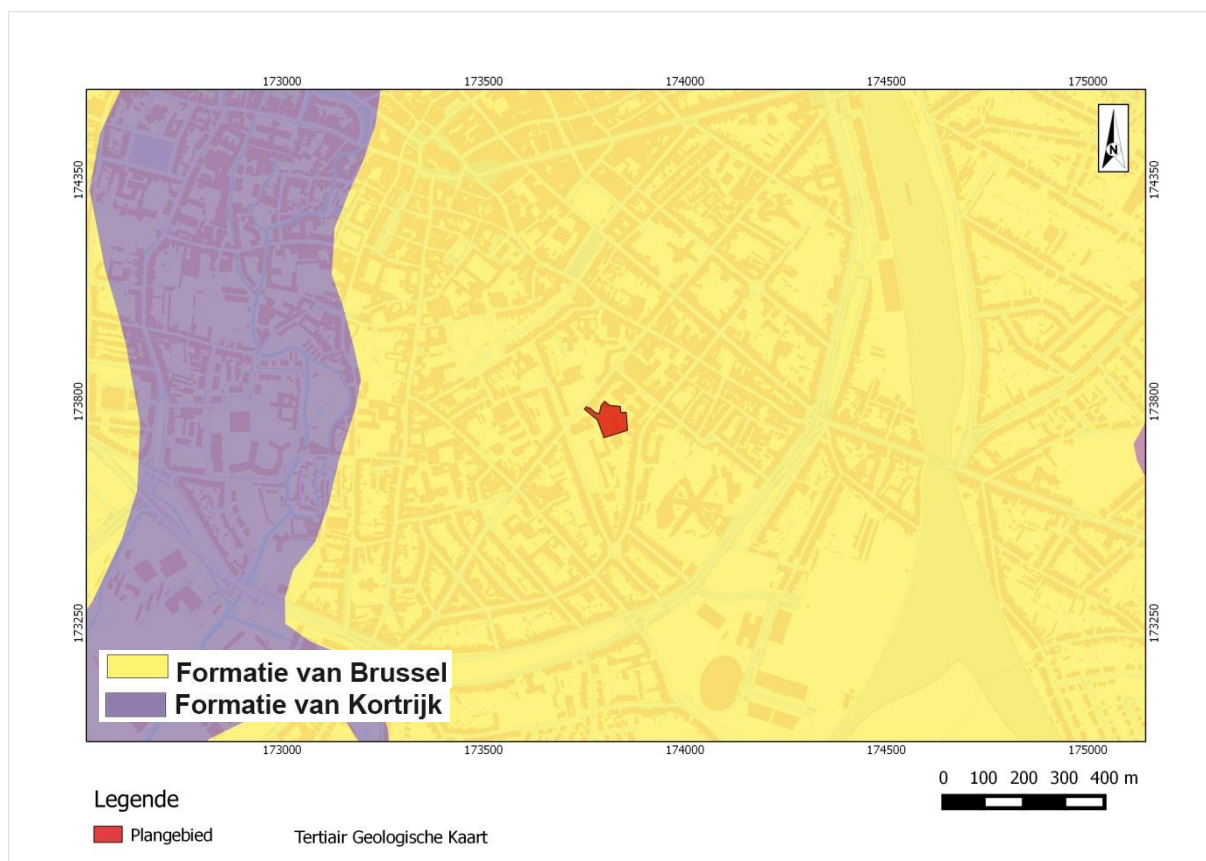 173000 173500 174000 174500 175000
N
174350 174350
173800 173800
173250 173250
Formatie van Brussel
Formatie van Kortrijk
173000 173500 174000 174500 175000
0 100 200 300 400 m
Legende
Plangebied Tertiair Geologische Kaart